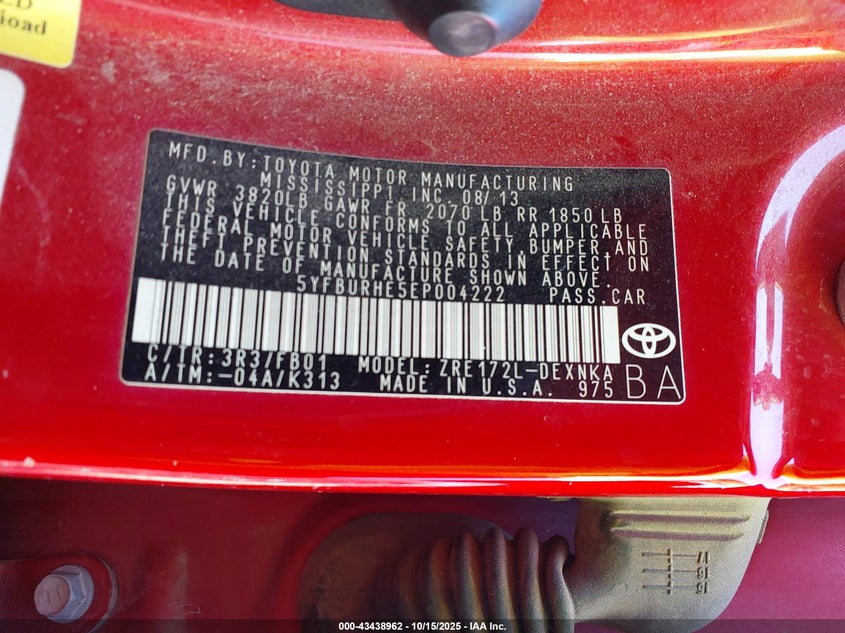 ioad
MFD.BY:TOYOTA MOTOR MANUFACTURING
MISSISSIPPI INC. 08/13
GVWR 3820LB GAWR FR 2070 LB RR 1850 LB
THIS VEHICLE CONFORMS TO ALL APPLICABLE
FEDERAL MOTOR VEHICLE SAFETY, BUMPER AND
THEFT PREVENTION STANDARDS IN EFFECT ON
THE DATE OF MANUFACTURE SHOWN ABOVE.
5YFBURHE5EP004222 PASS.CAR
C/TR:3R3/FB01 MODEL:ZRE172L-DEXNKA
A/TM:-04A/K313 MADE IN U.S.A. 975 BA
000-43438962 - 10/15/2025 - IAA Inc.